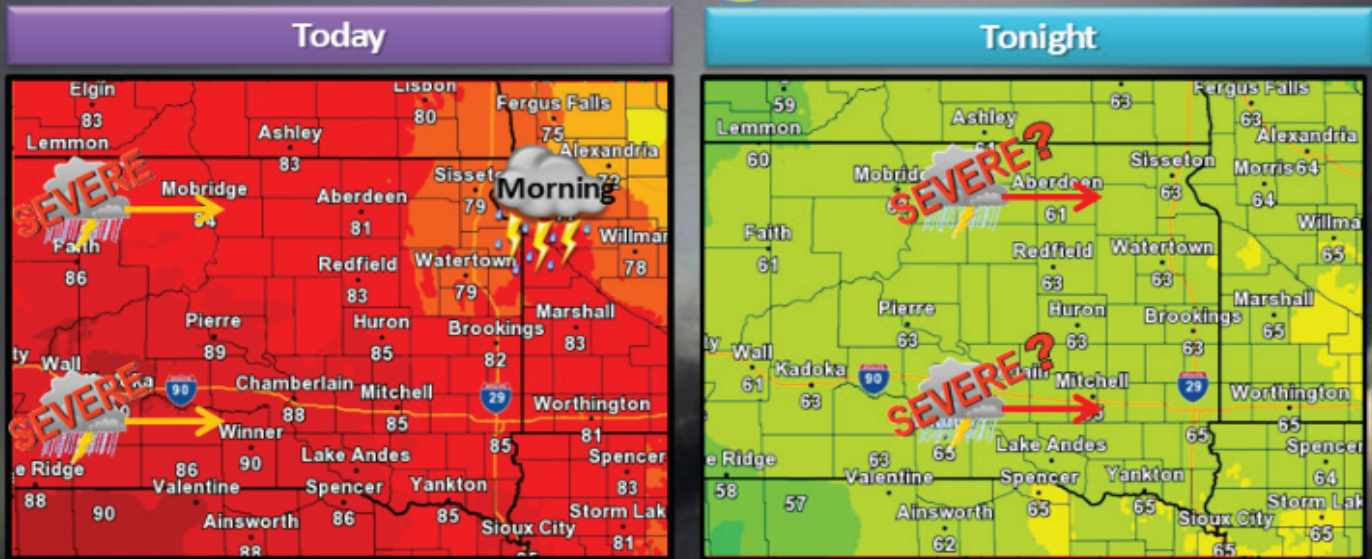 Today
Elgin
83
Lisbon
80
Fergus Falls
75
Lemmon
Ashley
83
Alexandria
72
SEVERE
Mobridge
84
Aberdeen
81
79
Morning
Faith
86
Redfield
83
Watertown
79
Willmar
78
Pierre
89
Huron
85
Brookings
82
Marshall
83
Wall
SEVERE
90
Chamberlain
88
Mitchell
85
29
85
Worthington
81
Winner
90
e Ridge
88
86
Valentine
90
Lake Andes
Spencer
86
Yankton
85
Spencer
83
Ainsworth
88
Sioux City
Storm Lak
81
Tonight
59
63
Fergus Falls
63
Lemmon
60
Ashley
Alexandria
SEVERE?
Aberdeen
61
Sisseton
63
Morris 64
64
Faith
61
Redfield
63
Watertown
63
Willmar
65
Pierre
63
Huron
63
Brookings
63
Marshall
65
Wall
61
Kadoka
63
90
SEVERE?
Mitchell
29
65
Worthington
65
e Ridge
58
63
Valentine
57
65
Lake Andes
Spencer
65
Yankton
65
Spencer
64
Ainsworth
62
Sioux City
65
Storm Lak
65